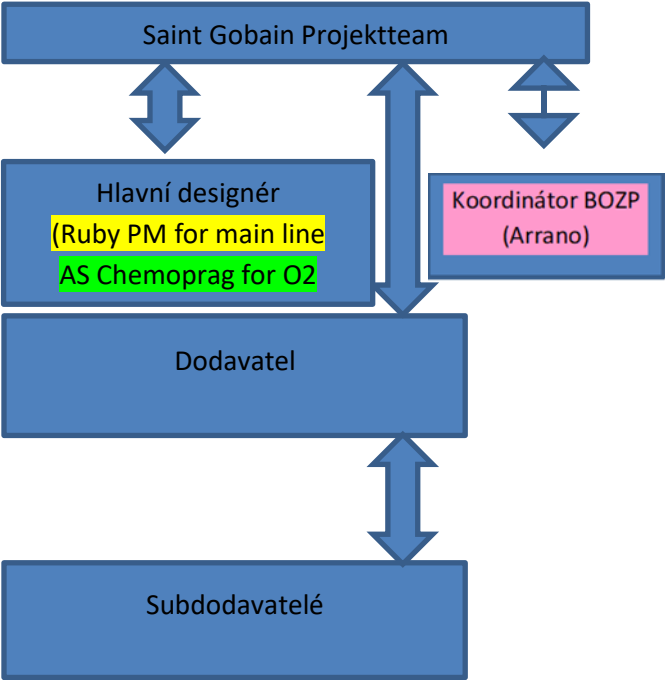 Saint Gobain Projektteam
Hlavní designér
(Ruby PM for main line
AS Chemoprag for O2
Koordinátor BOZP
(Arrano)
Dodavatel
Subdodavatelé